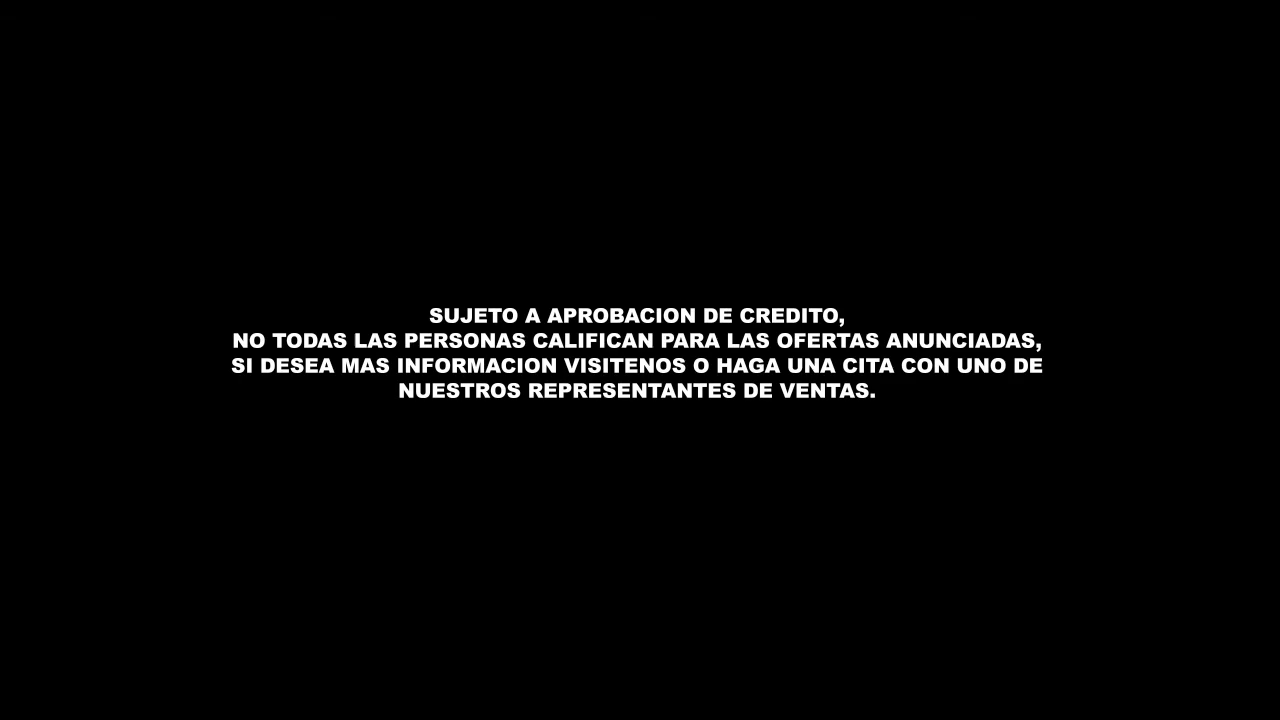 SUJETO A APROBACION DE CREDITO,
NO TODAS LAS PERSONAS CALIFICAN PARA LAS OFERTAS ANUNCIADAS,
SI DESEA MAS INFORMACION VISITENOS O HAGA UNA CITA CON UNO DE
NUESTROS REPRESENTANTES DE VENTAS.